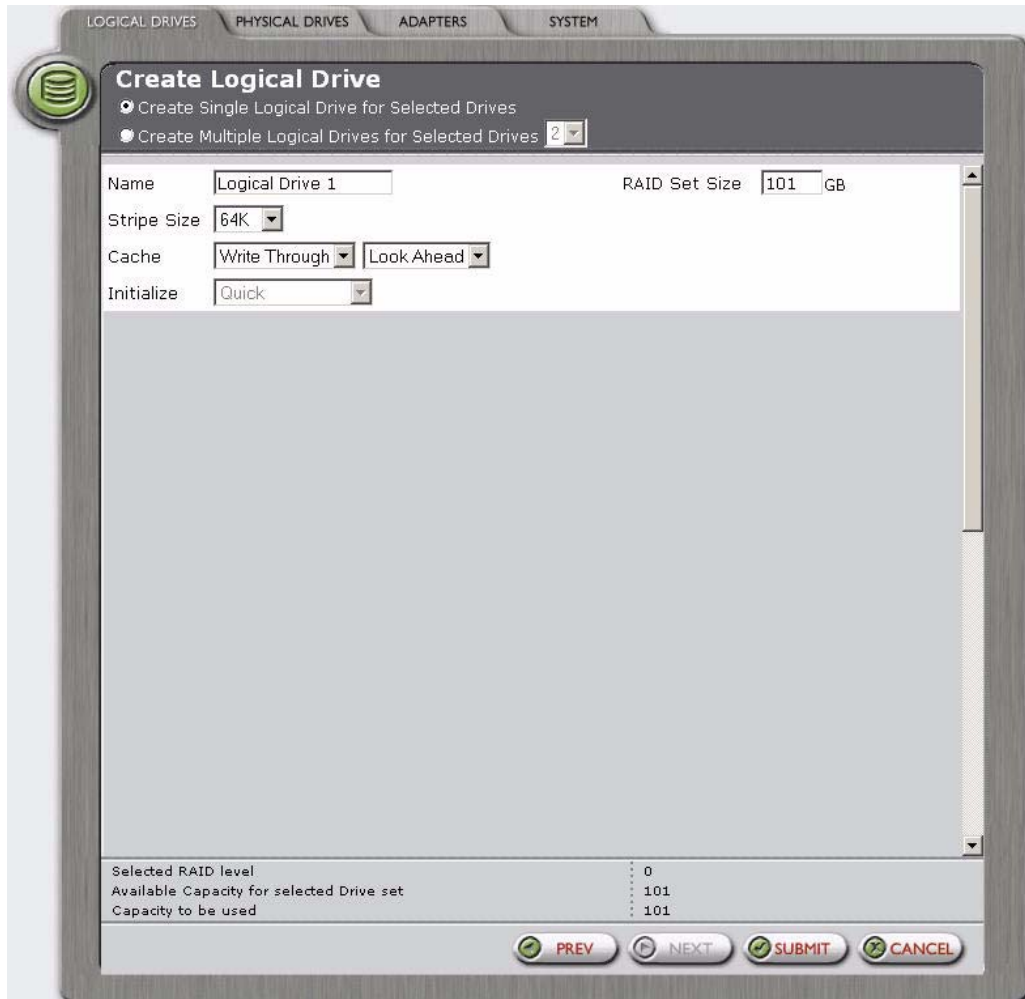 LOGICAL DRIVES PHYSICAL DRIVES ADAPTERS SYSTEM
Create Logical Drive
Create Single Logical Drive for Selected Drives
Create Multiple Logical Drives for Selected Drives 2
Name Logical Drive 1 RAID Set Size 101 GB
Stripe Size 64K
Cache Write Through Look Ahead
Initialize Quick
Selected RAID level 0
Available Capacity for selected Drive set 101
Capacity to be used 101
PREV NEXT SUBMIT CANCEL